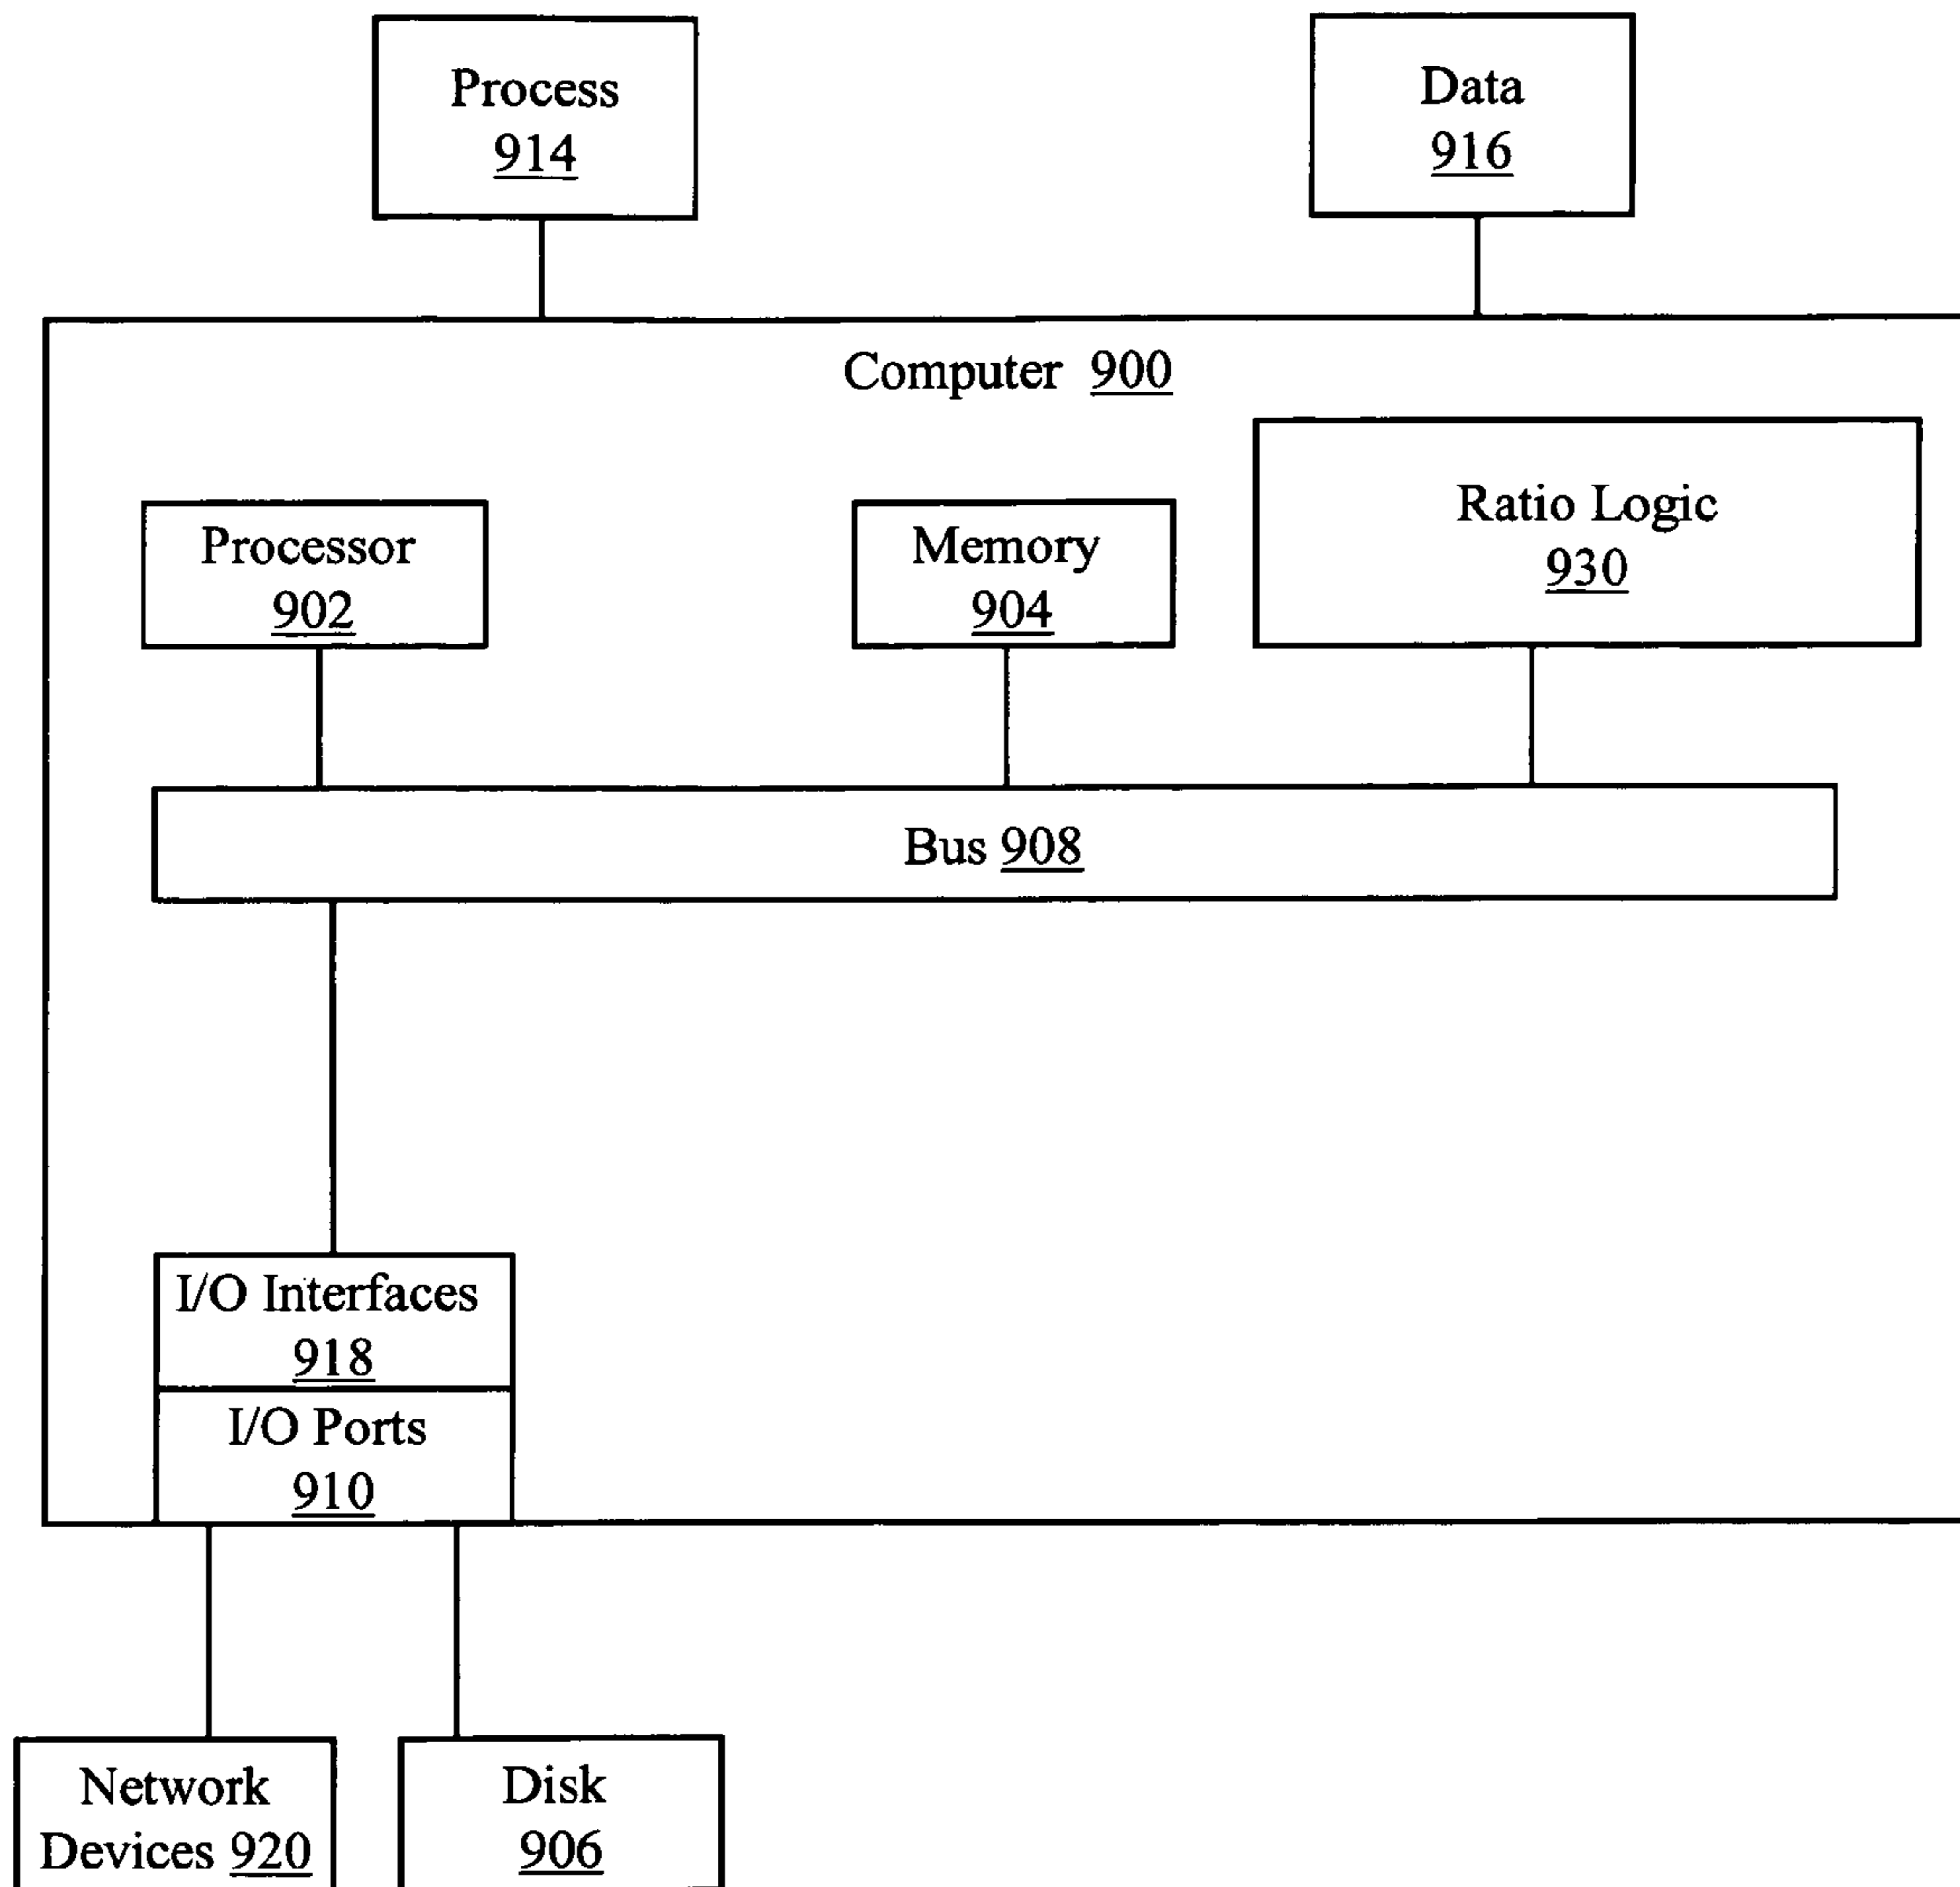 Process
914
Data
916
Computer 900
Processor
902
Memory
904
Ratio Logic
930
Bus 908
I/O Interfaces
918
I/O Ports
910
Network
Devices 920
Disk
906